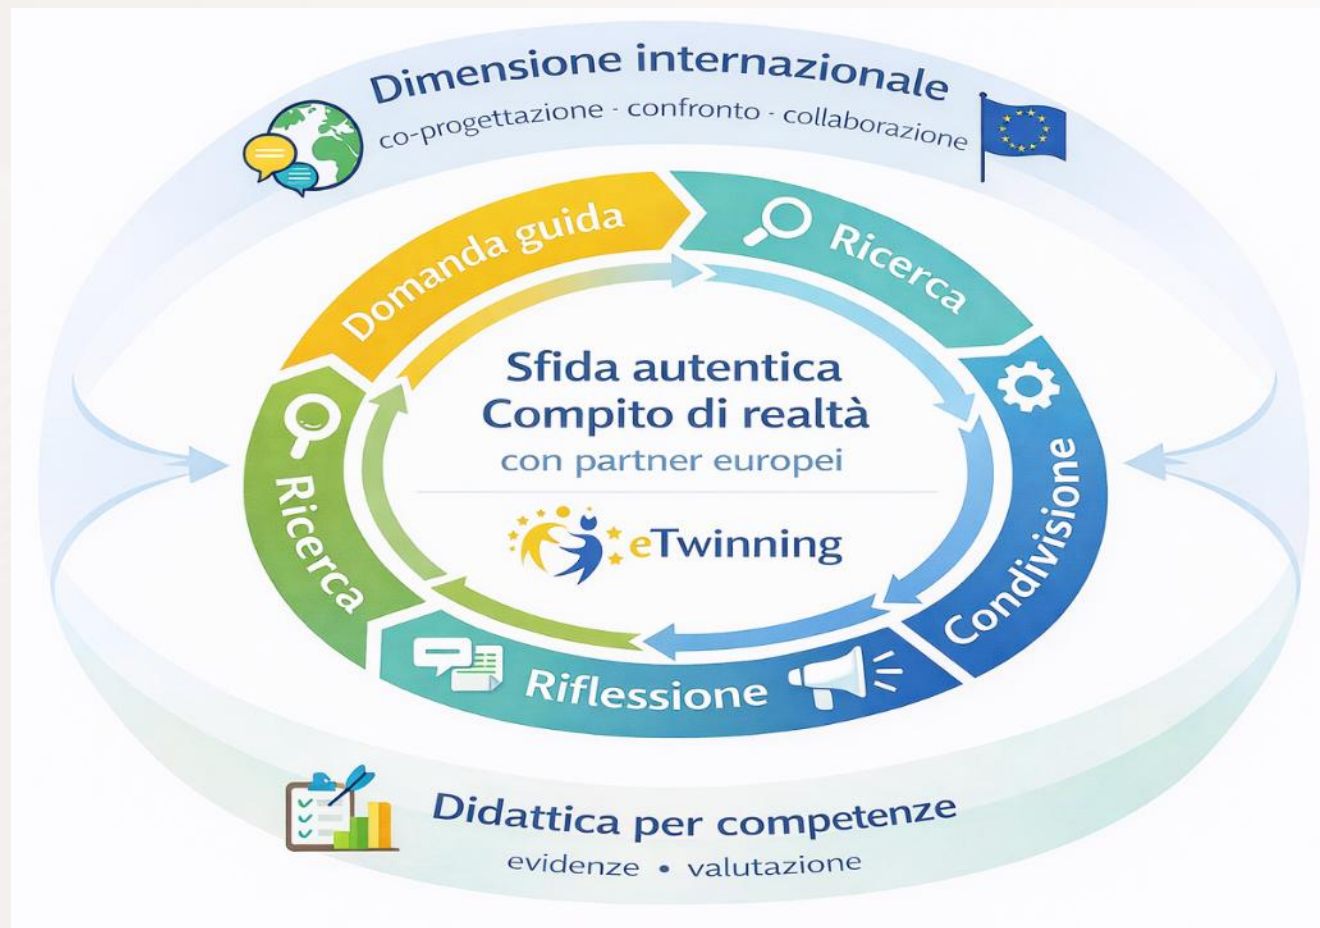 Dimensione internazionale
co-progettazione · confronto · collaborazione
Domanda guida
Ricerca
Condivisione
Riflessione
Ricerca
Sfida autentica
Compito di realtà
con partner europei
eTwinning
Didattica per competenze
evidenze • valutazione